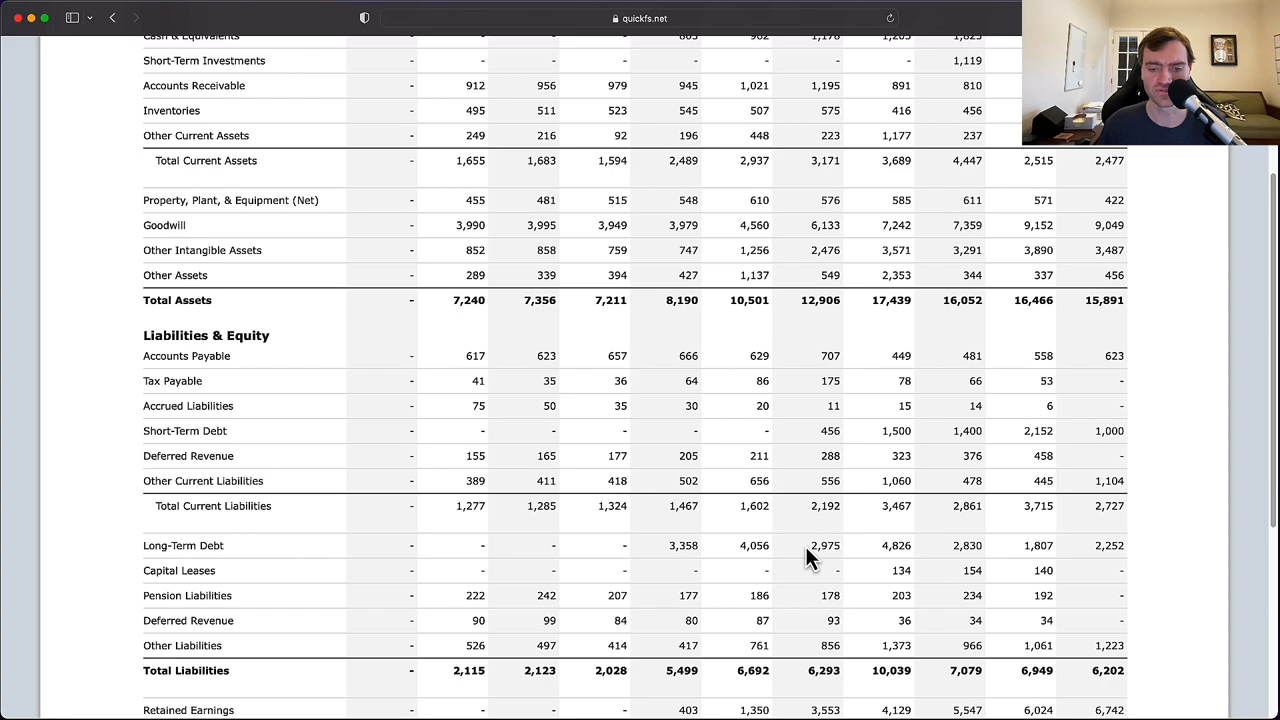 quickfs.net
Cash & Equivalents - - - - 803 962 1,178 1,205 1,823
Short-Term Investments - - - - - - - - 1,119
Accounts Receivable - 912 956 979 945 1,021 1,195 891 810
Inventories - 495 511 523 545 507 575 416 456
Other Current Assets - 249 216 92 196 448 223 1,177 237
Total Current Assets - 1,655 1,683 1,594 2,489 2,937 3,171 3,689 4,447 2,515 2,477
Property, Plant, & Equipment (Net) - 455 481 515 548 610 576 585 611 571 422
Goodwill - 3,990 3,995 3,949 3,979 4,560 6,133 7,242 7,359 9,152 9,049
Other Intangible Assets - 852 858 759 747 1,256 2,476 3,571 3,291 3,890 3,487
Other Assets - 289 339 394 427 1,137 549 2,353 344 337 456
Total Assets - 7,240 7,356 7,211 8,190 10,501 12,906 17,439 16,052 16,466 15,891
Liabilities & Equity
Accounts Payable - 617 623 657 666 629 707 449 481 558 623
Tax Payable - 41 35 36 64 86 175 78 66 53 -
Accrued Liabilities - 75 50 35 30 20 11 15 14 6 -
Short-Term Debt - - - - - - 456 1,500 1,400 2,152 1,000
Deferred Revenue - 155 165 177 205 211 288 323 376 458 -
Other Current Liabilities - 389 411 418 502 656 556 1,060 478 445 1,104
Total Current Liabilities - 1,277 1,285 1,324 1,467 1,602 2,192 3,467 2,861 3,715 2,727
Long-Term Debt - - - - 3,358 4,056 2,975 4,826 2,830 1,807 2,252
Capital Leases - - - - - - - 134 154 140 -
Pension Liabilities - 222 242 207 177 186 178 203 234 192 -
Deferred Revenue - 90 99 84 80 87 93 36 34 34 -
Other Liabilities - 526 497 414 417 761 856 1,373 966 1,061 1,223
Total Liabilities - 2,115 2,123 2,028 5,499 6,692 6,293 10,039 7,079 6,949 6,202
Retained Earnings - - - - 403 1,350 3,553 4,129 5,547 6,024 6,742